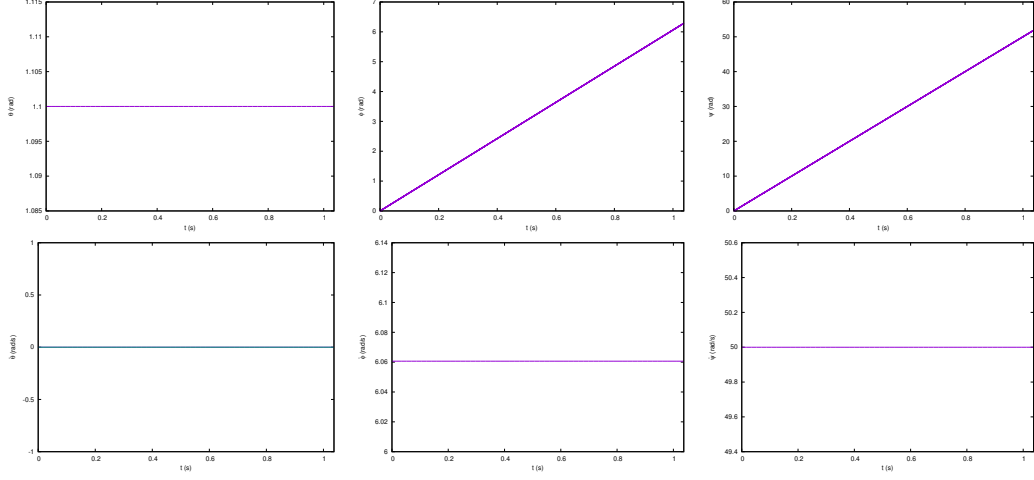 1.115
1.11
1.105
1.1
1.095
1.09
1.085
θ (rad)
0 0.2 0.4 0.6 0.8 1
t (s)
7
6
5
4
3
2
1
0
ϕ (rad)
0 0.2 0.4 0.6 0.8 1
t (s)
60
50
40
30
20
10
0
ψ (rad)
0 0.2 0.4 0.6 0.8 1
t (s)
1
0.5
0
-0.5
-1
θ̇ (rad/s)
0 0.2 0.4 0.6 0.8 1
t (s)
6.14
6.12
6.1
6.08
6.06
6.04
6.02
6
ϕ̇ (rad/s)
0 0.2 0.4 0.6 0.8 1
t (s)
50.6
50.4
50.2
50
49.8
49.6
49.4
ψ̇ (rad/s)
0 0.2 0.4 0.6 0.8 1
t (s)